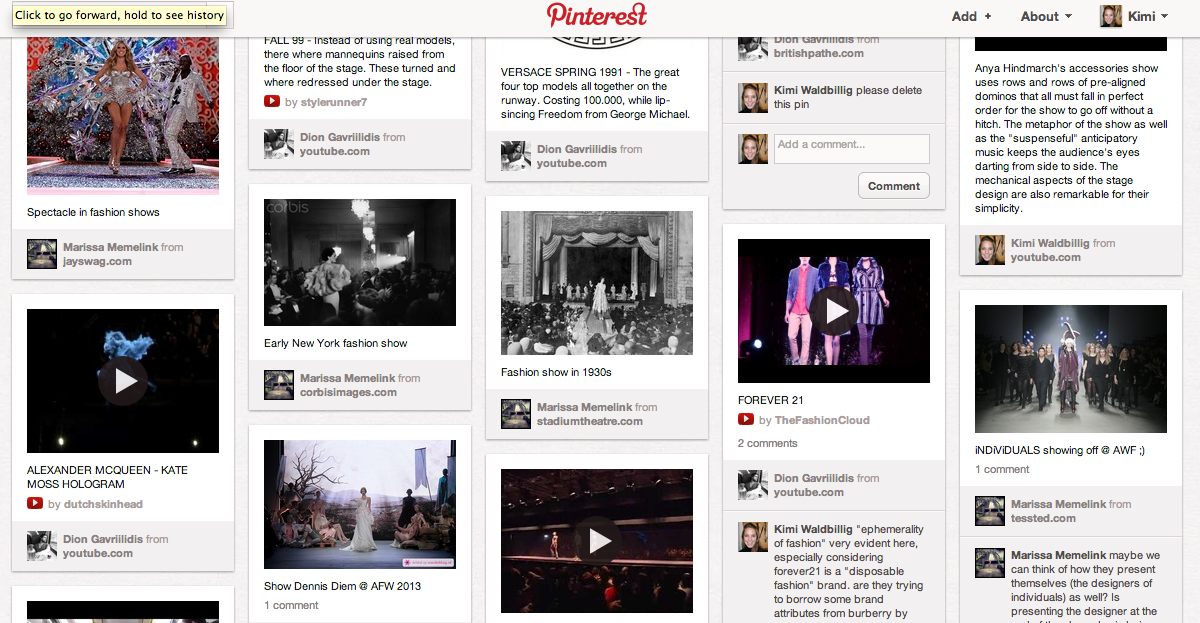 Click to go forward, hold to see history
Pinterest
Add +
About
Kimi
Spectacle in fashion shows
Marissa Memelink from
jayswag.com
ALEXANDER MCQUEEN - KATE
MOSS HOLOGRAM
by dutchskinhead
Dion Gavriilidis from
youtube.com
FALL 99 - Instead of using real models,
there where mannequins raised from
the floor of the stage. These turned and
where redressed under the stage.
by stylerunner7
Dion Gavriilidis from
youtube.com
corbis
Early New York fashion show
Marissa Memelink from
corbisimages.com
Show Dennis Diem @ AFW 2013
1 comment
VERSACE SPRING 1991 - The great
four top models all together on the
runway. Costing 100.000, while lip-
sincing Freedom from George Michael.
Dion Gavriilidis from
youtube.com
Fashion show in 1930s
Marissa Memelink from
stadiumtheatre.com
Dion Gavriilidis from
britishpathe.com
Kimi Waldbillig please delete
this pin
Add a comment...
Comment
FOREVER 21
by TheFashionCloud
2 comments
Dion Gavriilidis from
youtube.com
Kimi Waldbillig "ephemerality
of fashion" very evident here,
especially considering
forever21 is a "disposable
fashion" brand. are they trying
to borrow some brand
attributes from burberry by
Anya Hindmarch's accessories show
uses rows and rows of pre-aligned
dominos that all must fall in perfect
order for the show to go off without a
hitch. The metaphor of the show as well
as the "suspenseful" anticipatory
music keeps the audience's eyes
darting from side to side. The
mechanical aspects of the stage
design are also remarkable for their
simplicity.
Kimi Waldbillig from
youtube.com
iNDiViDUALS showing off @ AWF ;)
1 comment
Marissa Memelink from
tessted.com
Marissa Memelink maybe we
can think of how they present
themselves (the designers of
individuals) as well? Is
presenting the designer at the